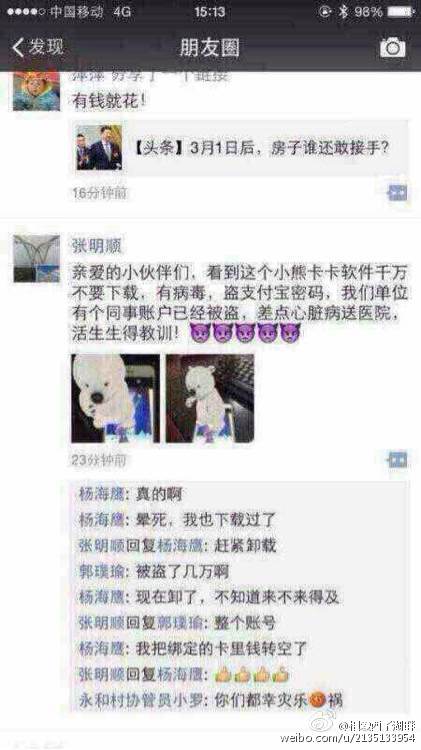 中国移动 4G 15:13 98%
发现 朋友圈
萍萍 分享了一个链接
有钱就花！
【头条】3月1日后，房子谁还敢接手？
16分钟前
张明顺
亲爱的小伙伴们，看到这个小熊卡卡软件千万
不要下载，有病毒，盗支付宝密码，我们单位
有个同事账户已经被盗，差点心脏病送医院，
活生生得教训！
23分钟前
杨海鹰: 真的啊
杨海鹰: 晕死，我也下载过了
张明顺回复杨海鹰: 赶紧卸载
郭璞瑜: 被盗了几万啊
杨海鹰: 现在卸了，不知道来不来得及
张明顺回复郭璞瑜: 整个账号
杨海鹰: 我把绑定的卡里钱转空了
张明顺回复杨海鹰:
永和村协管员小罗: 你们都幸灾乐祸
weibo.com/u/2135133954